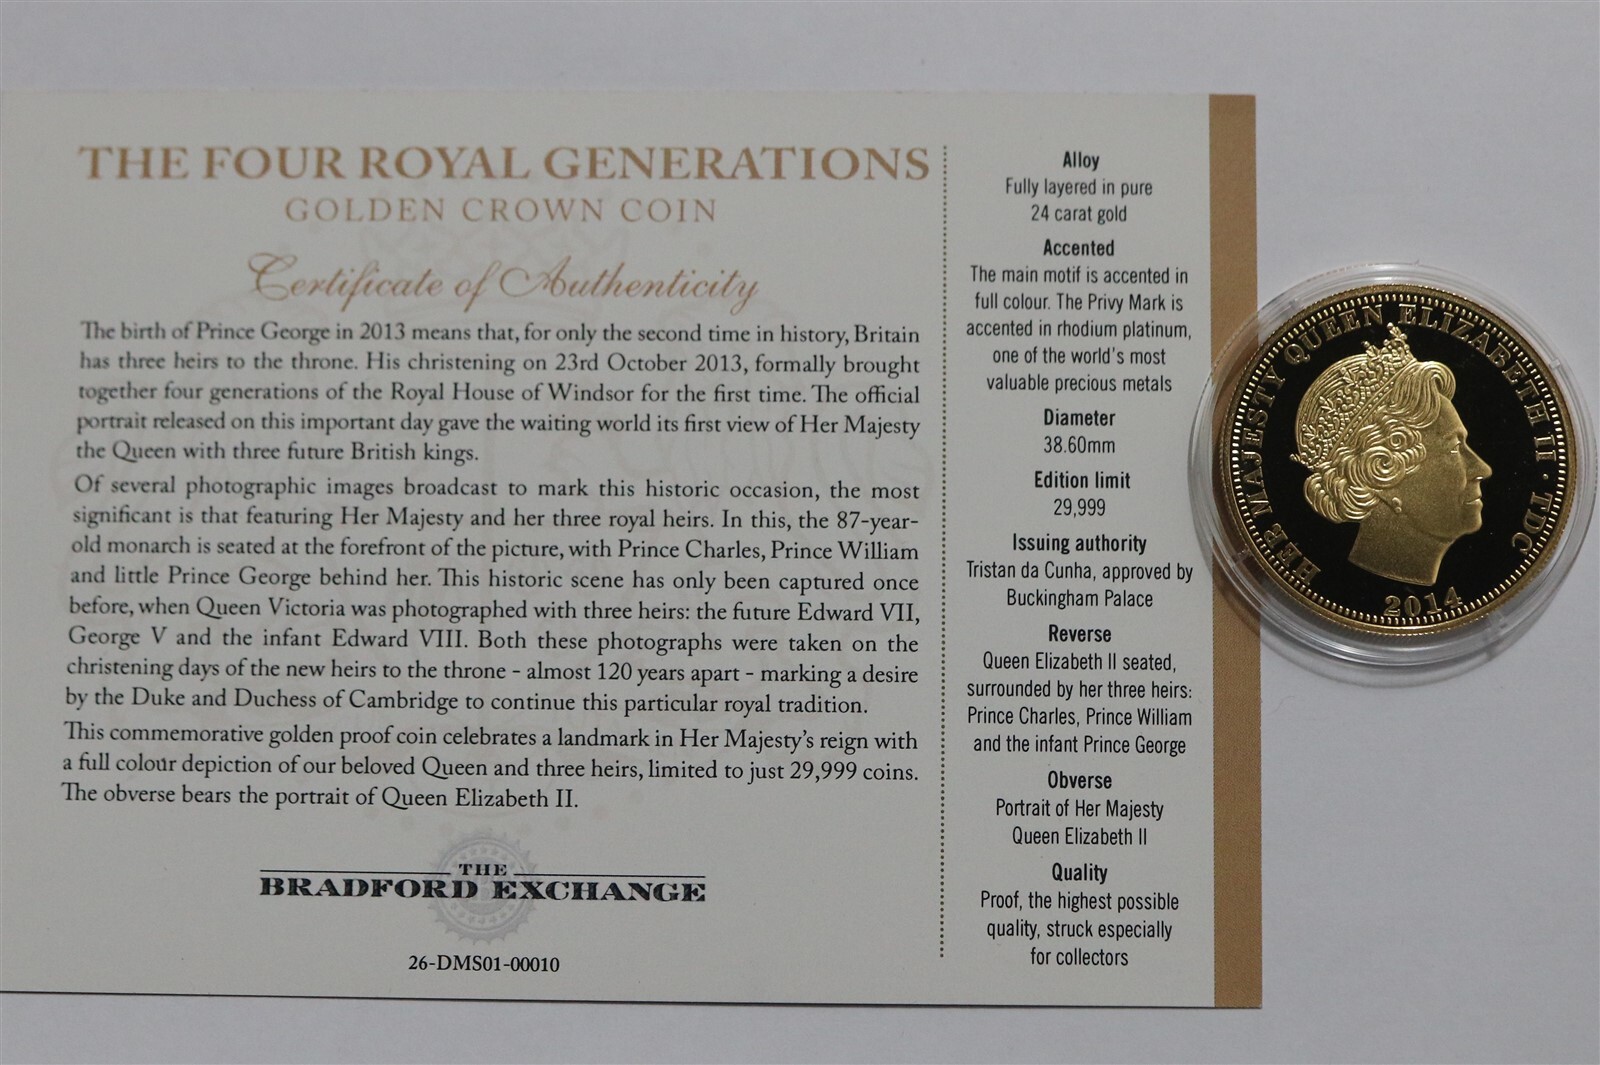 THE FOUR ROYAL GENERATIONS
GOLDEN CROWN COIN
Certificate of Authenticity
The birth of Prince George in 2013 means that, for only the second time in history, Britain
has three heirs to the throne. His christening on 23rd October 2013, formally brought
together four generations of the Royal House of Windsor for the first time. The official
portrait released on this important day gave the waiting world its first view of Her Majesty
the Queen with three future British kings.
Of several photographic images broadcast to mark this historic occasion, the most
significant is that featuring Her Majesty and her three royal heirs. In this, the 87-year-
old monarch is seated at the forefront of the picture, with Prince Charles, Prince William
and little Prince George behind her. This historic scene has only been captured once
before, when Queen Victoria was photographed with three heirs: the future Edward VII,
George V and the infant Edward VIII. Both these photographs were taken on the
christening days of the new heirs to the throne - almost 120 years apart - marking a desire
by the Duke and Duchess of Cambridge to continue this particular royal tradition.
This commemorative golden proof coin celebrates a landmark in Her Majesty's reign with
a full colour depiction of our beloved Queen and three heirs, limited to just 29,999 coins.
The obverse bears the portrait of Queen Elizabeth II.
THE
BRADFORD EXCHANGE
26-DMS01-00010
Alloy
Fully layered in pure
24 carat gold
Accented
The main motif is accented in
full colour. The Privy Mark is
accented in rhodium platinum,
one of the world's most
valuable precious metals
Diameter
38.60mm
Edition limit
29,999
Issuing authority
Tristan da Cunha, approved by
Buckingham Palace
Reverse
Queen Elizabeth II seated,
surrounded by her three heirs:
Prince Charles, Prince William
and the infant Prince George
Obverse
Portrait of Her Majesty
Queen Elizabeth II
Quality
Proof, the highest possible
quality, struck especially
for collectors
HER MAJESTY QUEEN ELIZABETH II · TDC
2014